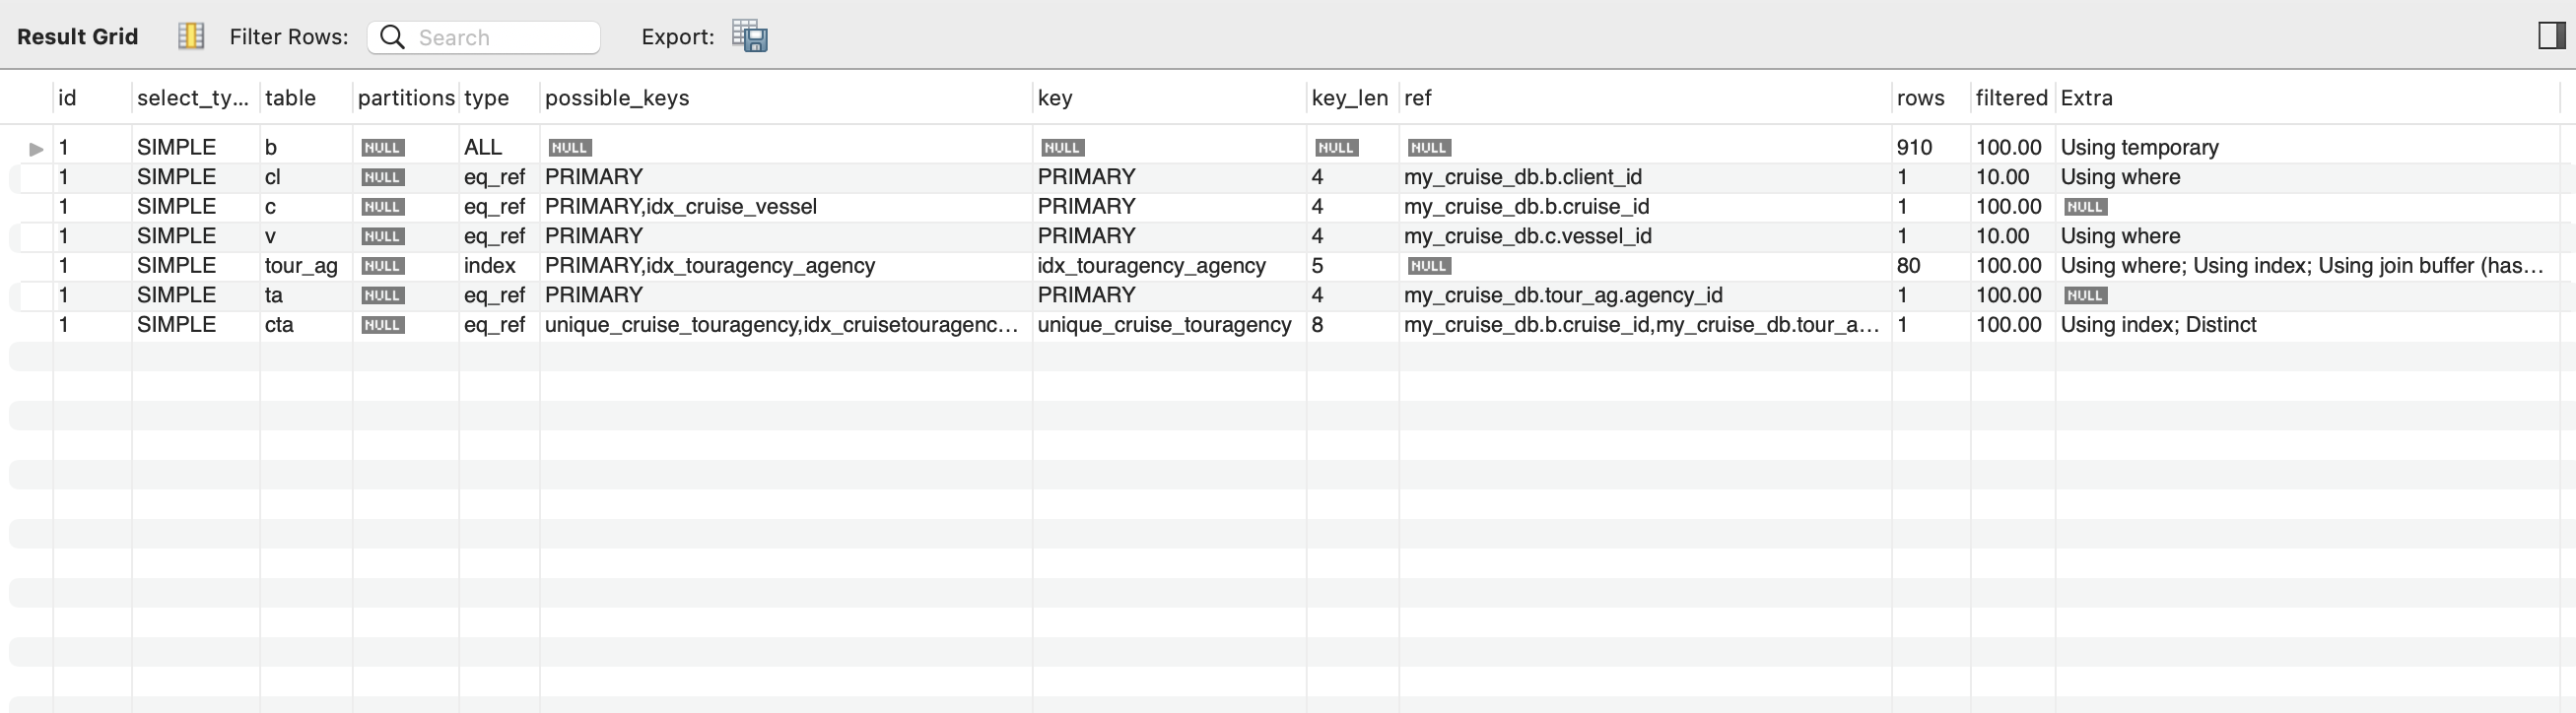 Result Grid Filter Rows: Search Export:
id select_ty... table partitions type possible_keys key key_len ref rows filtered Extra
1 SIMPLE b NULL ALL NULL NULL NULL NULL 910 100.00 Using temporary
1 SIMPLE cl NULL eq_ref PRIMARY PRIMARY 4 my_cruise_db.b.client_id 1 10.00 Using where
1 SIMPLE c NULL eq_ref PRIMARY,idx_cruise_vessel PRIMARY 4 my_cruise_db.b.cruise_id 1 100.00 NULL
1 SIMPLE v NULL eq_ref PRIMARY PRIMARY 4 my_cruise_db.c.vessel_id 1 10.00 Using where
1 SIMPLE tour_ag NULL index PRIMARY,idx_touragency_agency idx_touragency_agency 5 NULL 80 100.00 Using where; Using index; Using join buffer (has...
1 SIMPLE ta NULL eq_ref PRIMARY PRIMARY 4 my_cruise_db.tour_ag.agency_id 1 100.00 NULL
1 SIMPLE cta NULL eq_ref unique_cruise_touragency,idx_cruisetouragenc... unique_cruise_touragency 8 my_cruise_db.b.cruise_id,my_cruise_db.tour_a... 1 100.00 Using index; Distinct